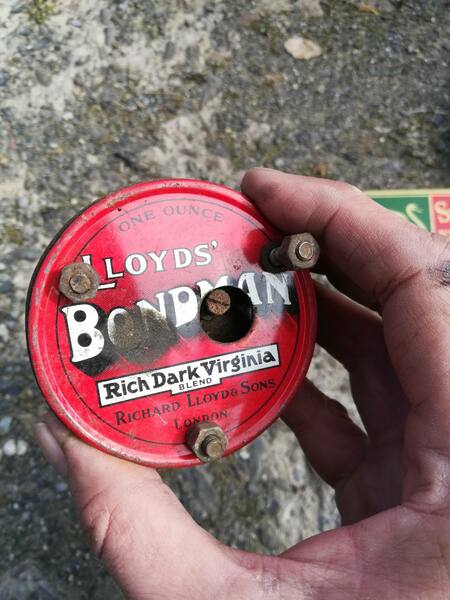 ONE OUNCE
LLOYDS'
BONDMAN
Rich Dark Virginia
BLEND
RICHARD LLOYD & SONS
LONDON